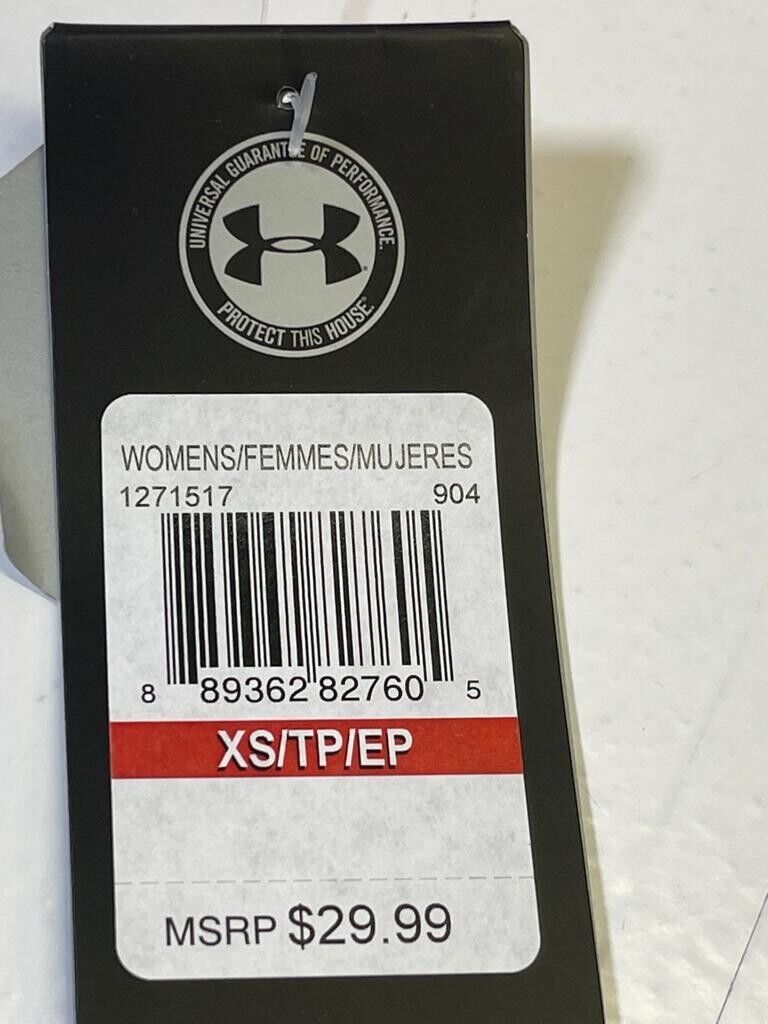 UNIVERSAL GUARANTEE OF PERFORMANCE.
PROTECT THIS HOUSE.®
WOMENS/FEMMES/MUJERES
1271517 904
8 89362 82760 5
XS/TP/EP
MSRP $29.99